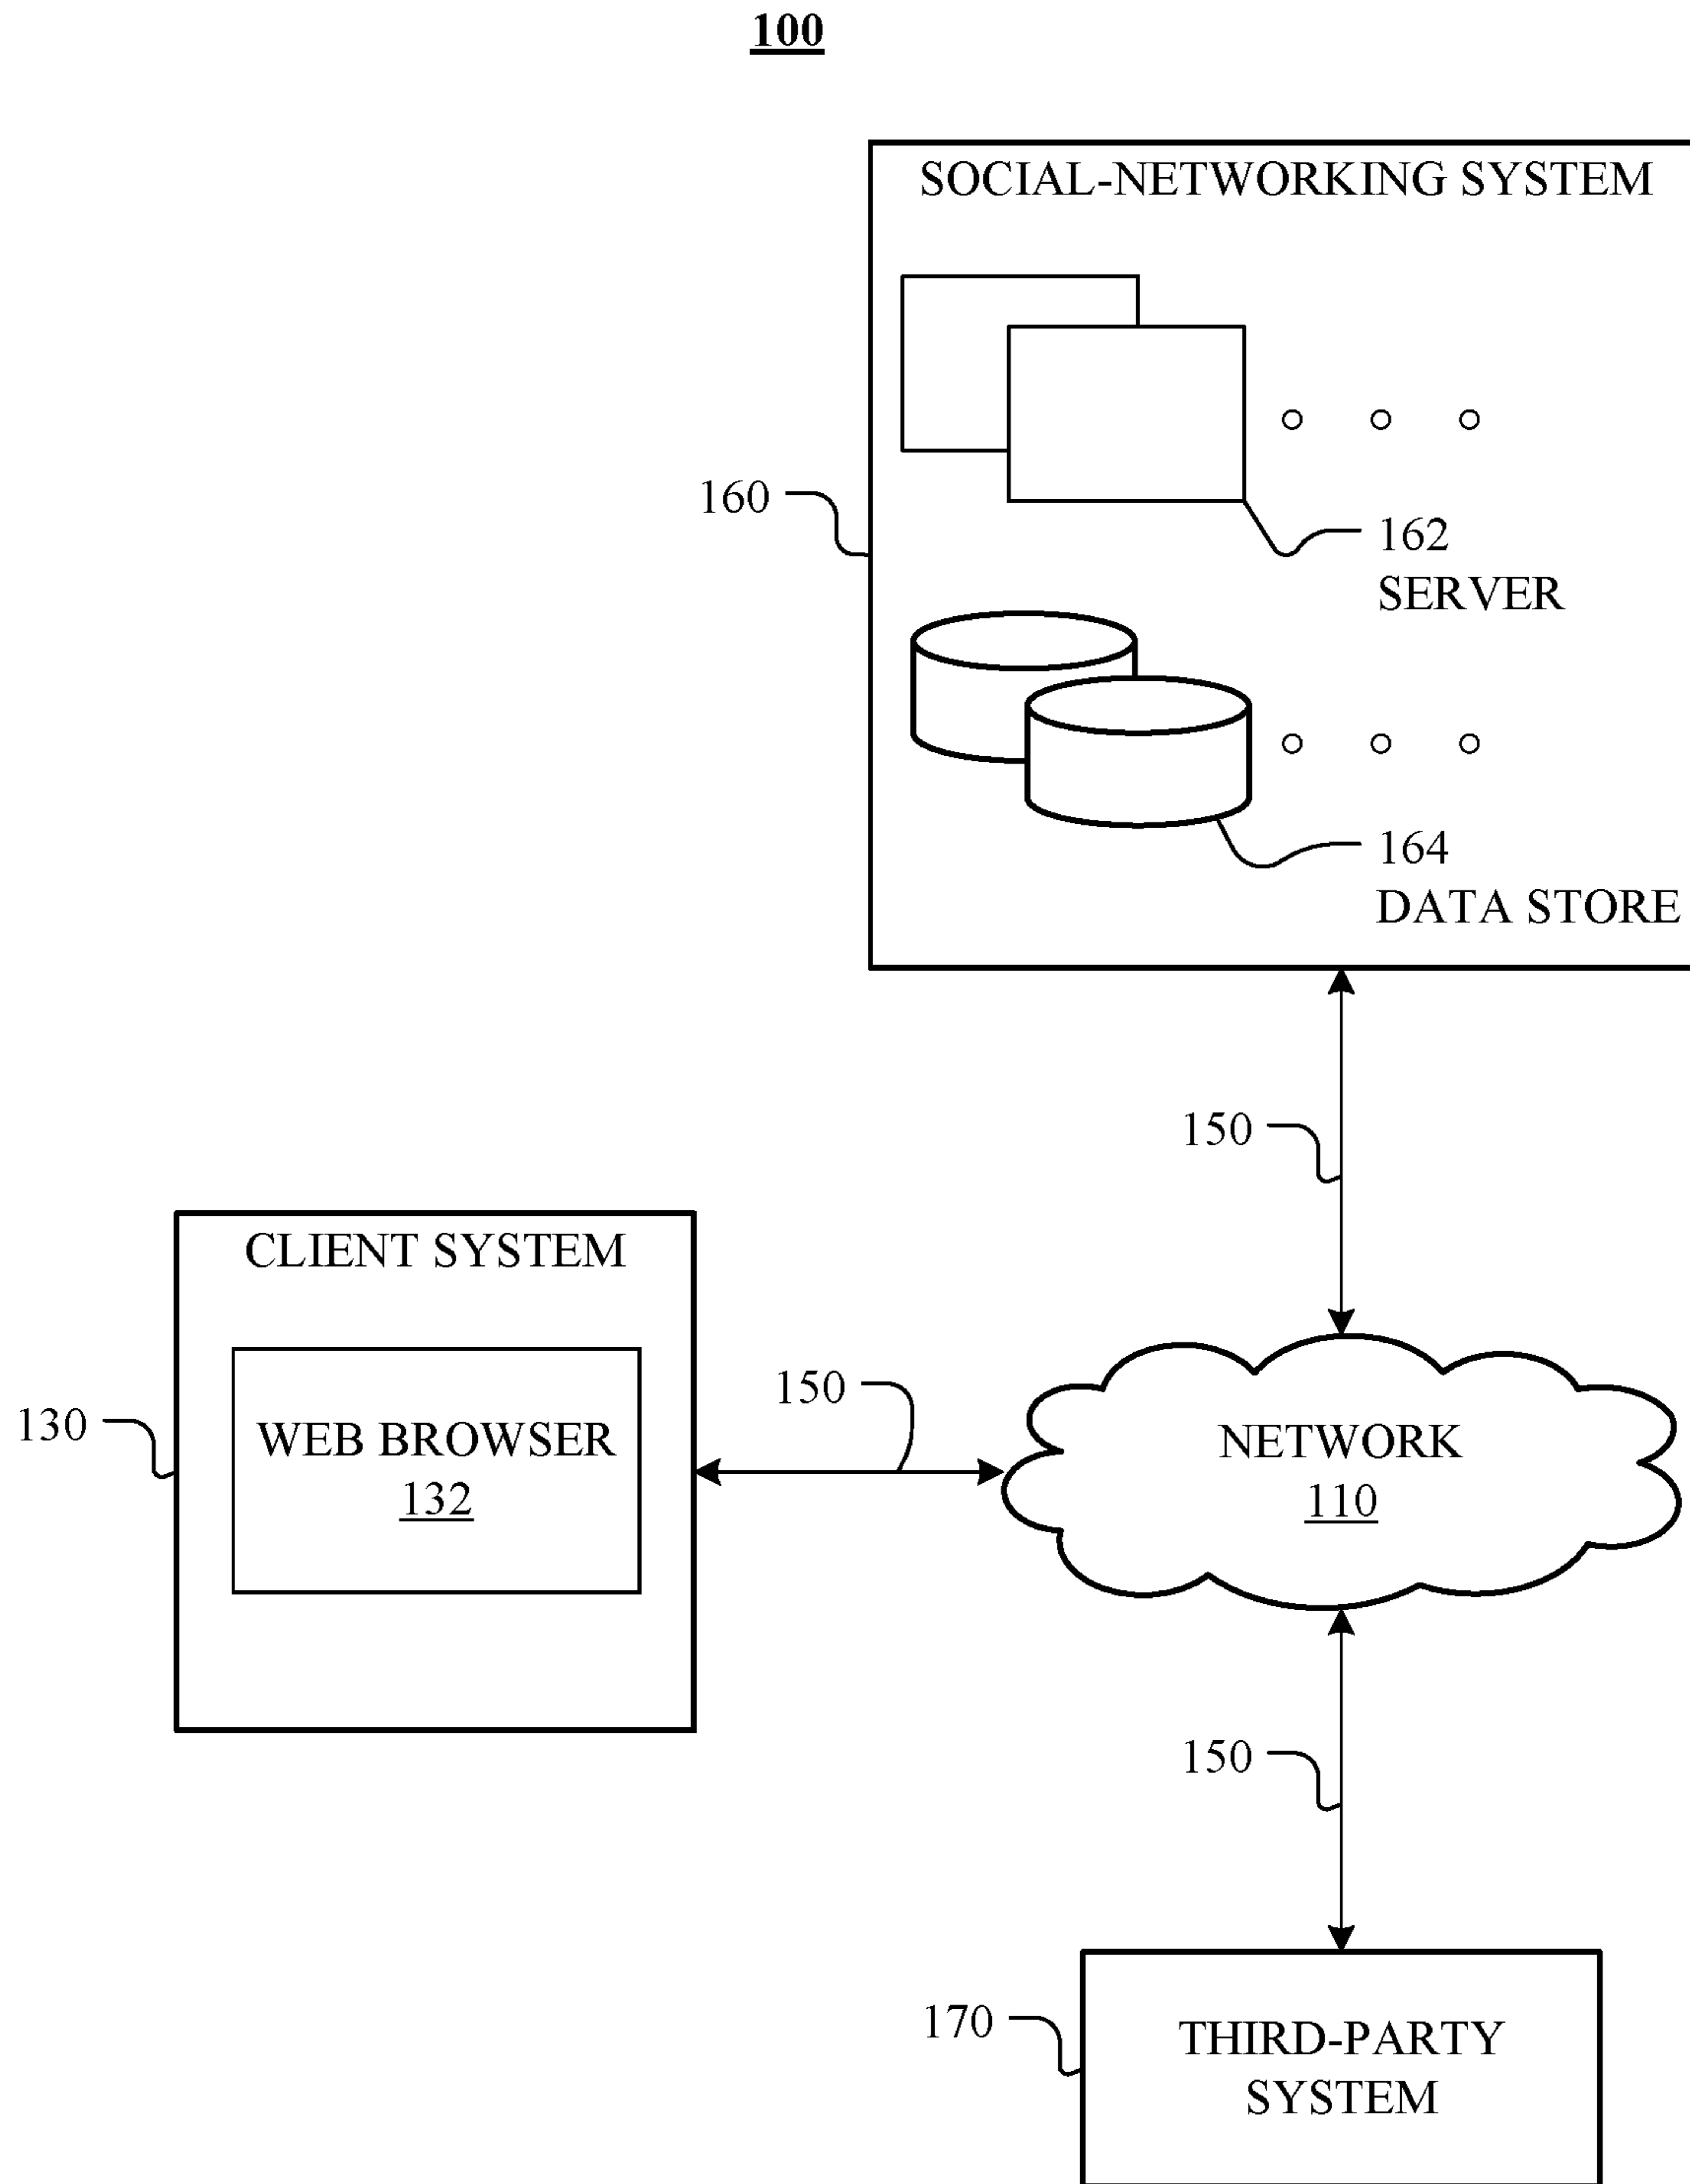 100
SOCIAL-NETWORKING SYSTEM
160
162
SERVER
164
DATA STORE
150
CLIENT SYSTEM
130
WEB BROWSER
132
150
NETWORK
110
150
170
THIRD-PARTY
SYSTEM